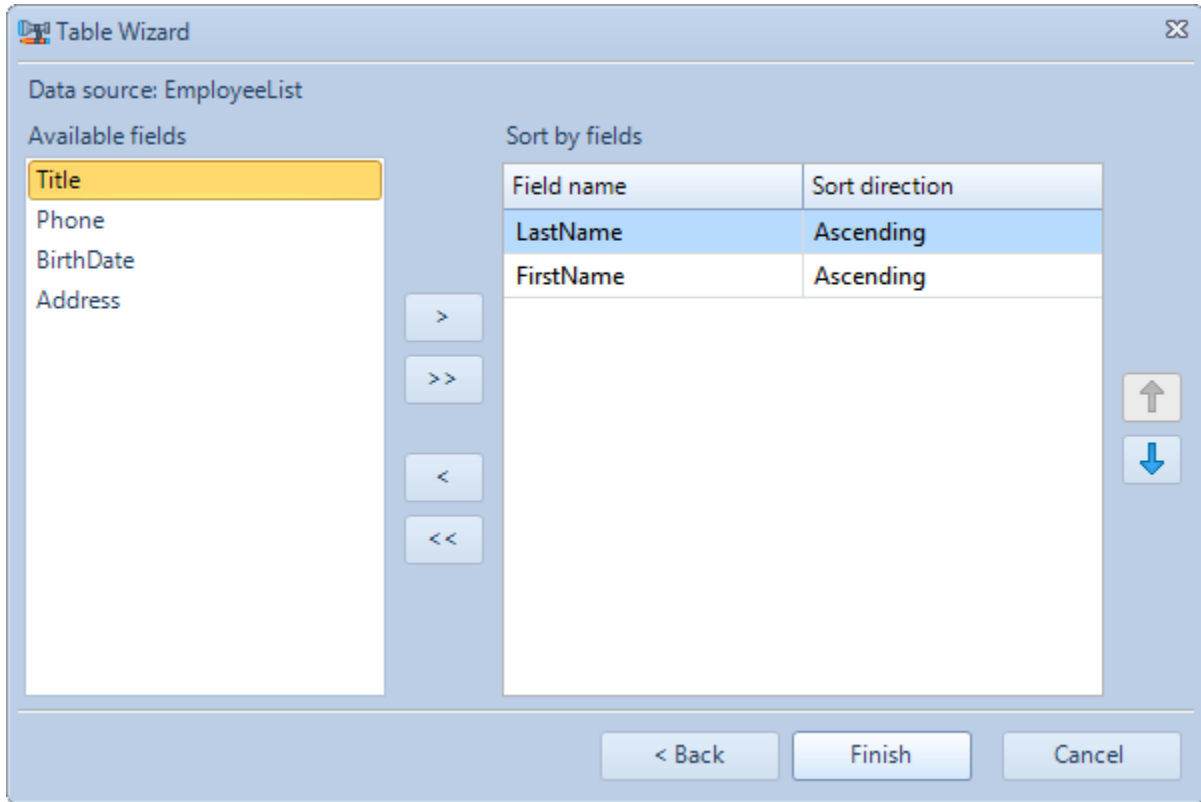 Table Wizard
Data source: EmployeeList
Available fields
Title
Phone
BirthDate
Address
>
>>
<
<<
Sort by fields
Field name Sort direction
LastName Ascending
FirstName Ascending
< Back Finish Cancel